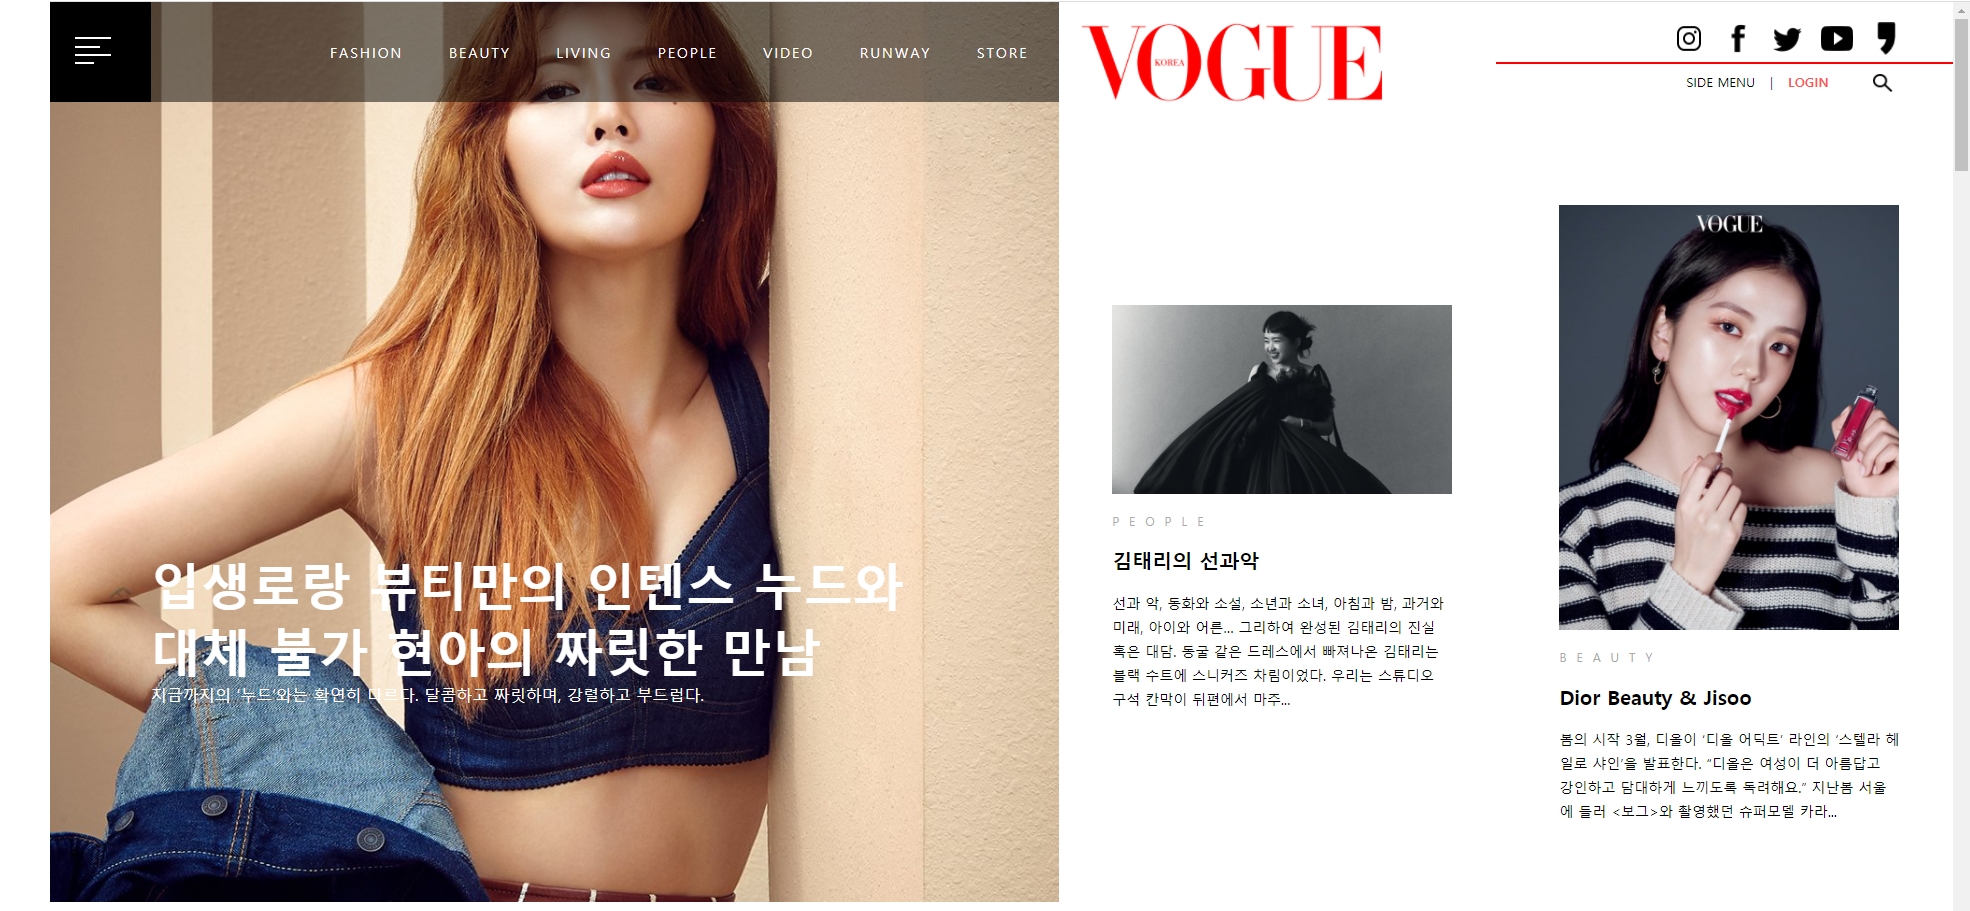 FASHION BEAUTY LIVING PEOPLE VIDEO RUNWAY STORE
VOGUE
KOREA
SIDE MENU | LOGIN
입생로랑 뷰티만의 인텐스 누드와
대체 불가 현아의 짜릿한 만남
지금까지의 ‘누드’와는 확연히 다르다. 달콤하고 짜릿하며, 강렬하고 부드럽다.
PEOPLE
김태리의 선과악
선과 악, 동화와 소설, 소년과 소녀, 아침과 밤, 과거와
미래, 아이와 어른... 그리하여 완성된 김태리의 진실
혹은 대담. 동굴 같은 드레스에서 빠져나온 김태리는
블랙 수트에 스니커즈 차림이었다. 우리는 스튜디오
구석 칸막이 뒤편에서 마주...
VOGUE
BEAUTY
Dior Beauty & Jisoo
봄의 시작 3월, 디올이 ‘디올 어딕트’ 라인의 ‘스텔라 헤
일로 샤인’을 발표한다. “디올은 여성이 더 아름답고
강인하고 담대하게 느끼도록 독려해요.” 지난봄 서울
에 들러 <보그>와 촬영했던 슈퍼모델 카라...